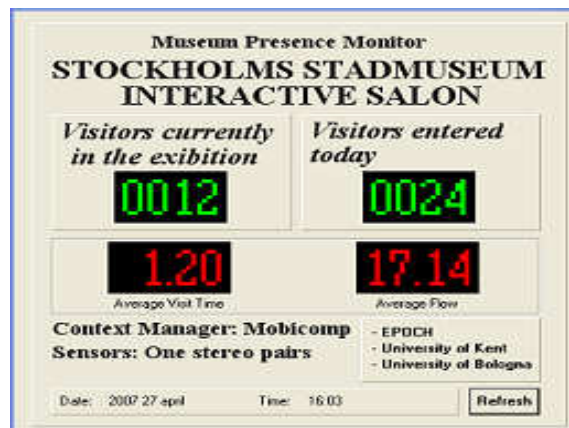 Museum Presence Monitor
STOCKHOLMS STADMUSEUM
INTERACTIVE SALON
Visitors currently
in the exibition
Visitors entered
today
0012
0024
1.20
17.14
Average Visit Time
Average Flow
Context Manager: Mobicomp
Sensors: One stereo pairs
- EPOCH
- University of Kent
- University of Bologna
Date: 2007 27 april Time: 16:03
Refresh